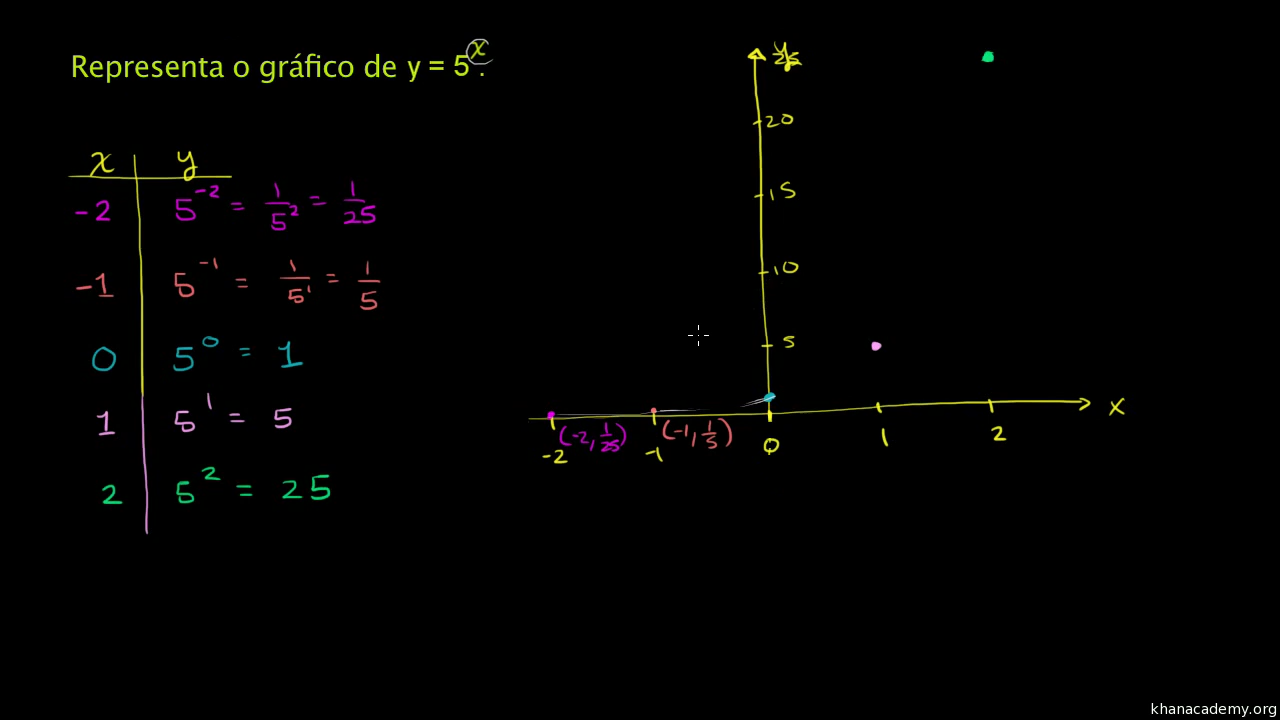 Representa o gráfico de y = 5^x.
x y
-2 5^-2 = 1/5^2 = 1/25
-1 5^-1 = 1/5^1 = 1/5
0 5^0 = 1
1 5^1 = 5
2 5^2 = 25
y
25
20
15
10
5
x
(-2, 1/25) (-1, 1/5)
-2 -1 0 1 2
khanacademy.org